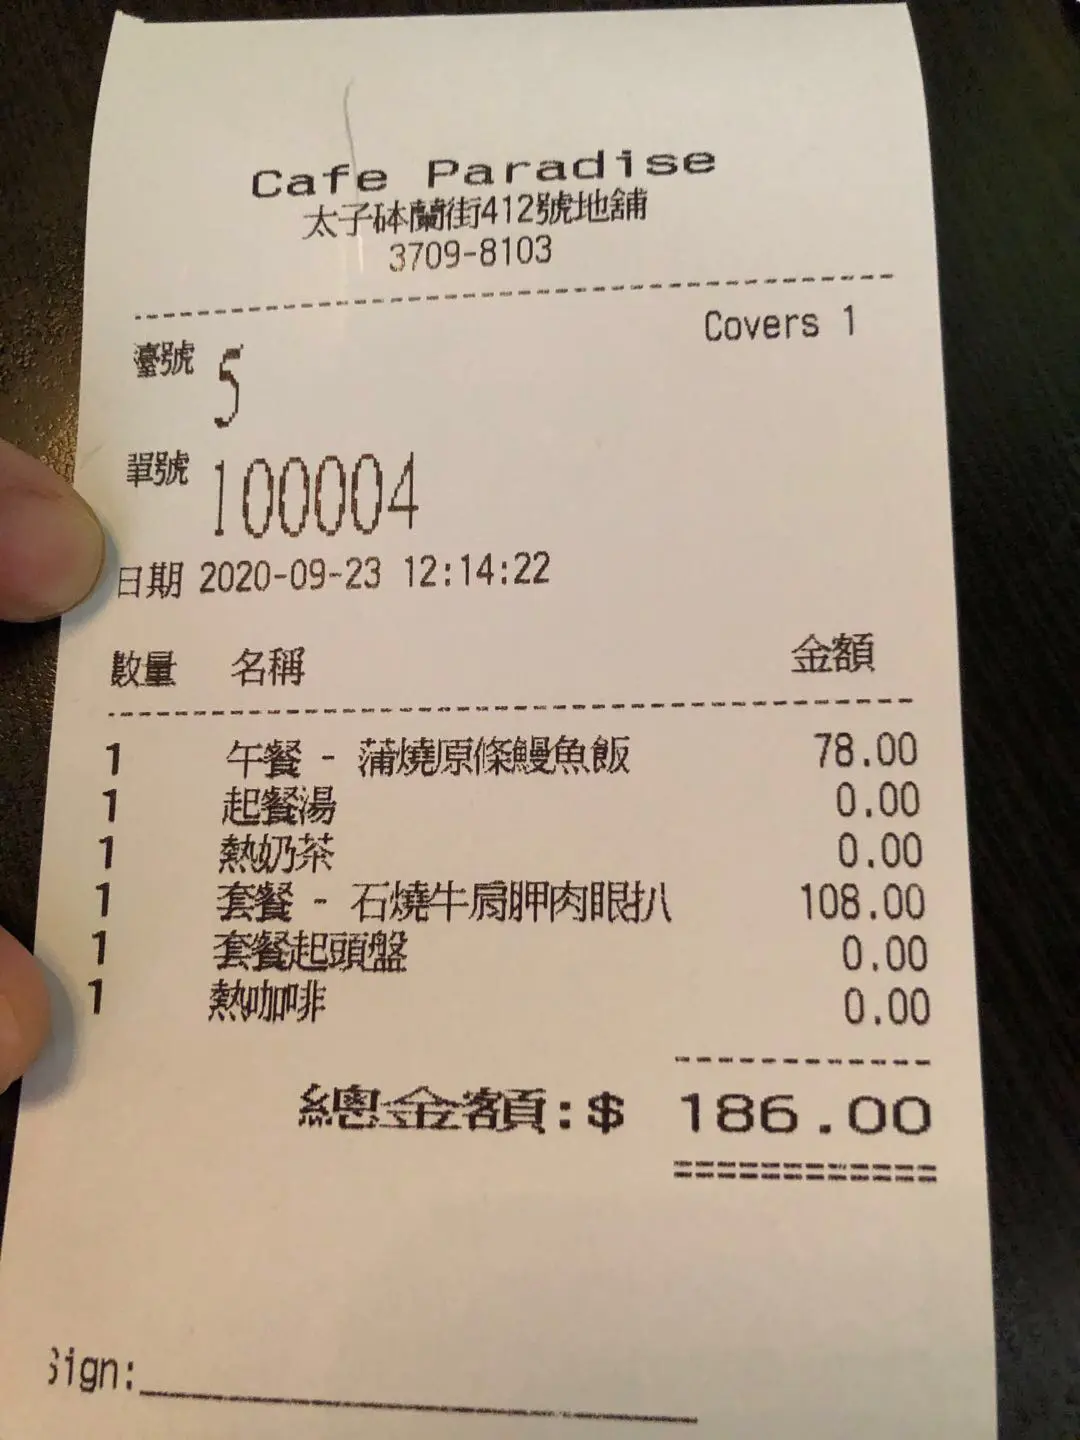 Cafe Paradise
太子砵蘭街412號地舖
3709-8103
Covers 1
臺號 5
單號 100004
日期 2020-09-23 12:14:22
數量 名稱 金額
1 午餐 - 蒲燒原條鰻魚飯 78.00
1 起餐湯 0.00
1 熱奶茶 0.00
1 套餐 - 石燒牛肩胛肉眼扒 108.00
1 套餐起頭盤 0.00
1 熱咖啡 0.00
總金額:$ 186.00
Sign: